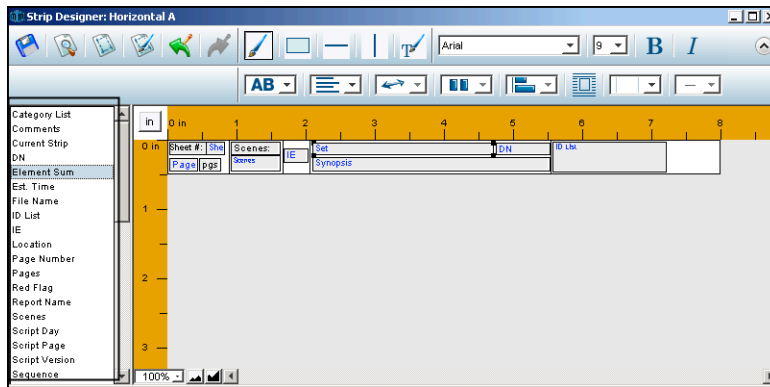 Strip Designer: Horizontal A
Arial 9 B I
AB
Category List
Comments
Current Strip
DN
Element Sum
Est. Time
File Name
ID List
IE
Location
Page Number
Pages
Red Flag
Report Name
Scenes
Script Day
Script Page
Script Version
Sequence
in 0 in 1 2 3 4 5 6 7 8
0 in
1
2
3
Sheet #: She Scenes: IE Set DN ID List
Page pgs Scenes Synopsis
100%